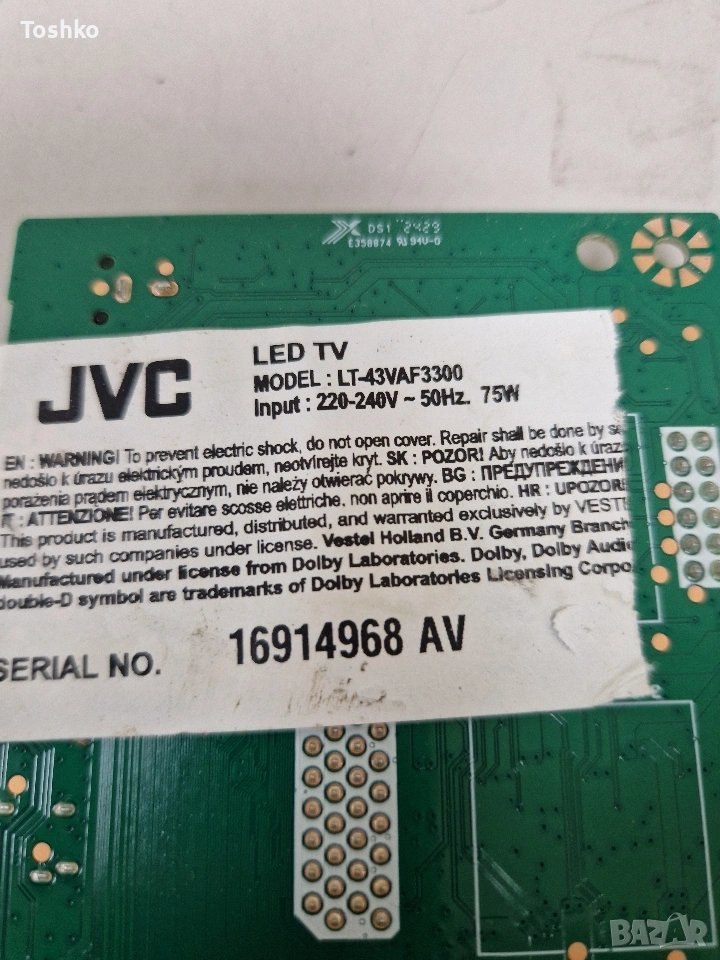 Toshko
DS1 2423
E358874 94V-0
JVC
LED TV
MODEL : LT-43VAF3300
Input : 220-240V ~ 50Hz. 75W
EN : WARNING! To prevent electric shock, do not open cover. Repair shall be done by se
nedošlo k úrazu elektrickým proudem, neotvírejte kryt. SK : POZOR! Aby nedošlo k úraz
porażenia prądem elektrycznym, nie należy otwierać pokrywy. BG : ПРЕДУПРЕЖДЕНИ
IT : ATTENZIONE! Per evitare scosse elettriche, non aprire il coperchio. HR : UPOZOR
This product is manufactured, distributed, and warranted exclusively by VEST
used by such companies under license. Vestel Holland B.V. Germany Branch
Manufactured under license from Dolby Laboratories. Dolby, Dolby Audi
double-D symbol are trademarks of Dolby Laboratories Licensing Corpo
SERIAL NO. 16914968 AV
BAZAR